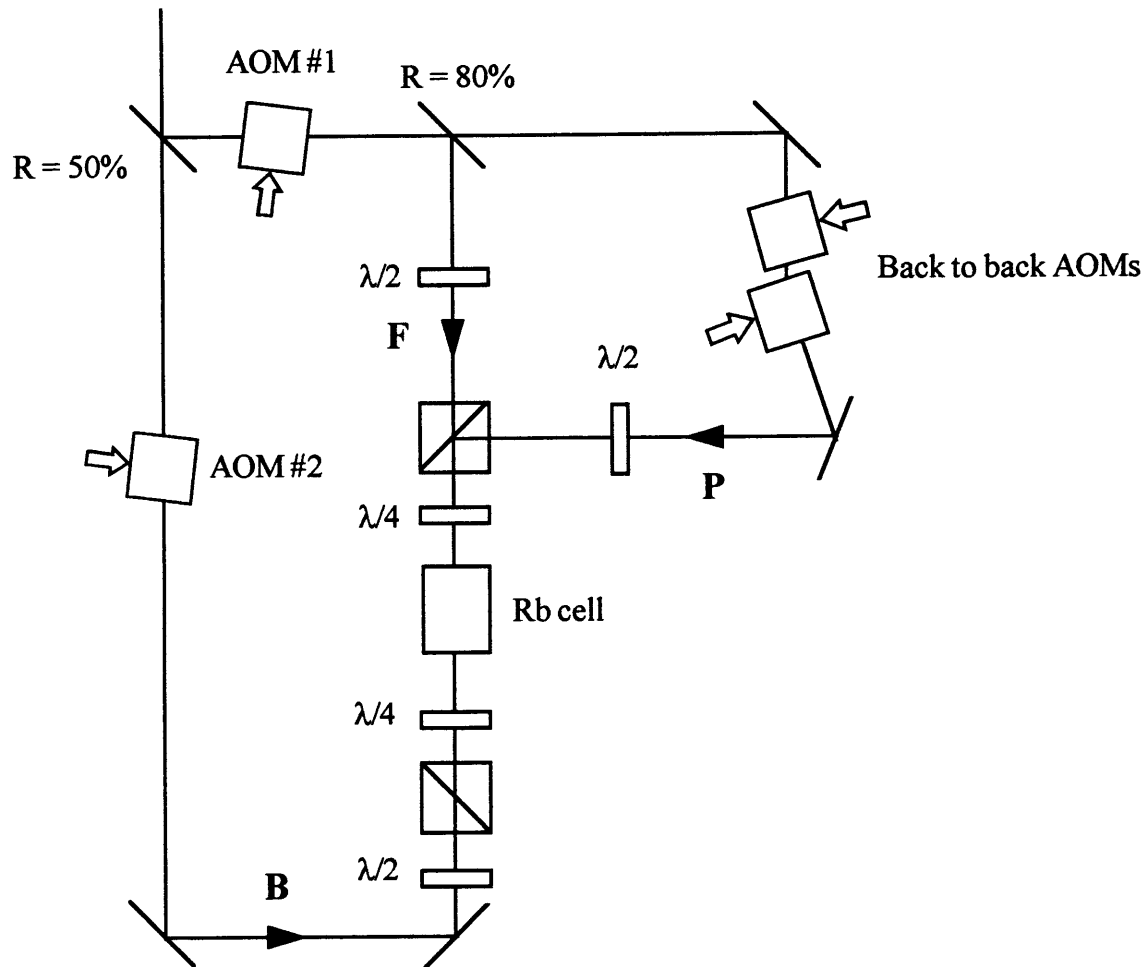 AOM #1
R = 80%
R = 50%
Back to back AOMs
λ/2
F
λ/2
AOM #2
P
λ/4
Rb cell
λ/4
λ/2
B